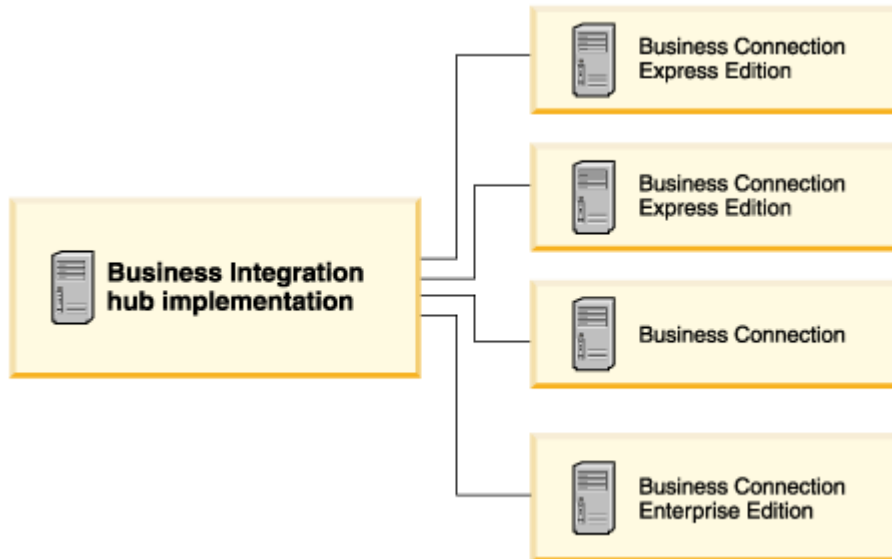 Business Connection
Express Edition
Business Connection
Express Edition
Business Integration
hub implementation
Business Connection
Business Connection
Enterprise Edition